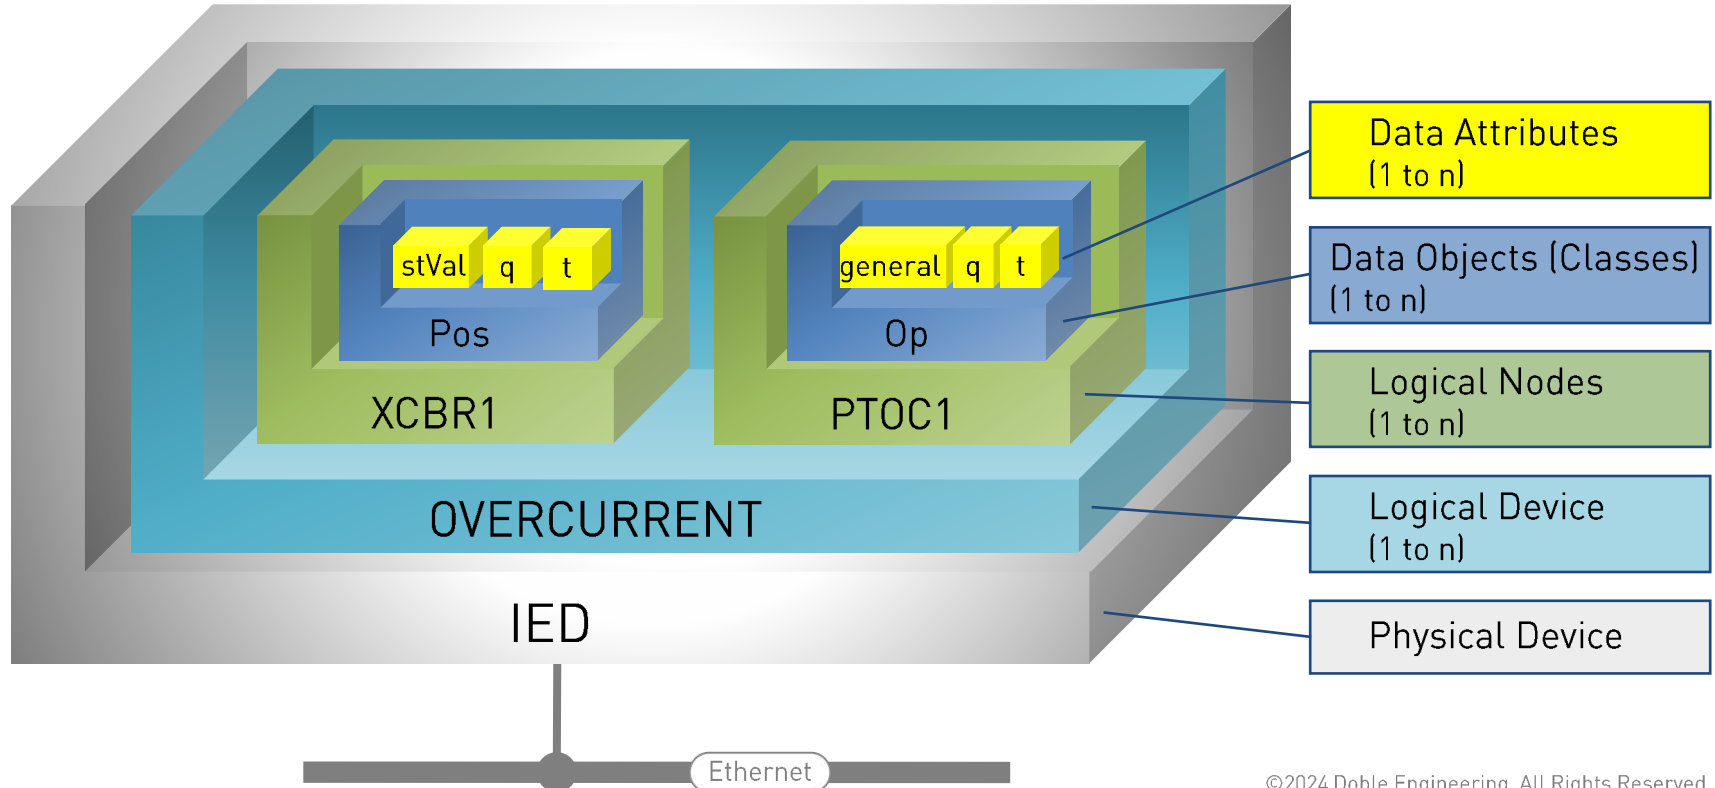 Data Attributes
(1 to n)
Data Objects (Classes)
(1 to n)
stVal q t
general q t
Pos
Op
Logical Nodes
(1 to n)
XCBR1
PTOC1
Logical Device
(1 to n)
OVERCURRENT
IED
Physical Device
Ethernet
©2024 Doble Engineering. All Rights Reserved